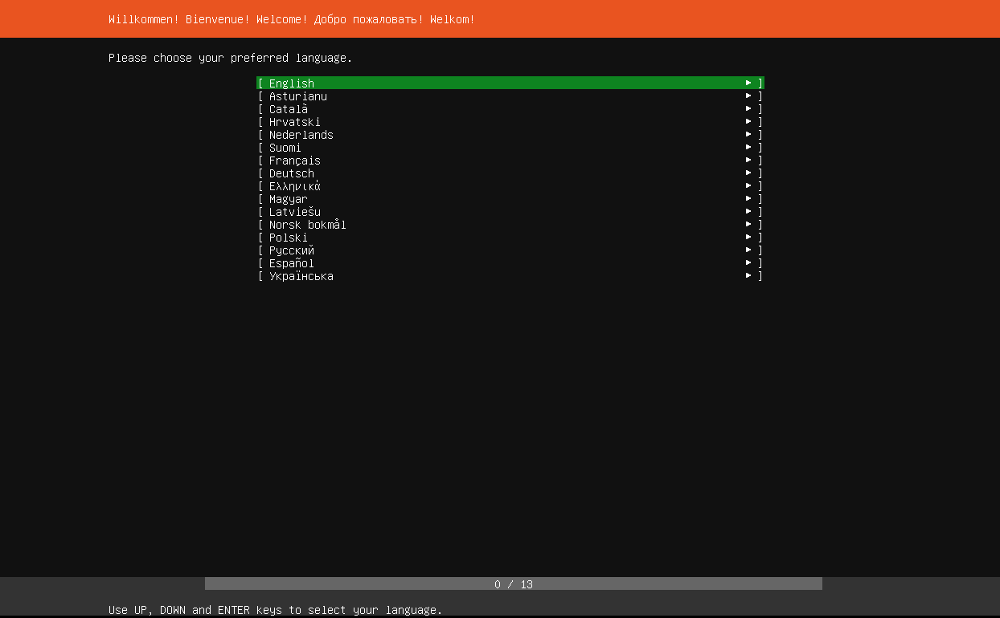 Willkommen! Bienvenue! Welcome! Добро пожаловать! Welkom!
Please choose your preferred language.
[ English ► ]
[ Asturianu ► ]
[ Català ► ]
[ Hrvatski ► ]
[ Nederlands ► ]
[ Suomi ► ]
[ Français ► ]
[ Deutsch ► ]
[ Ελληνικά ► ]
[ Magyar ► ]
[ Latviešu ► ]
[ Norsk bokmål ► ]
[ Polski ► ]
[ Русский ► ]
[ Español ► ]
[ Українська ► ]
0 / 13
Use UP, DOWN and ENTER keys to select your language.